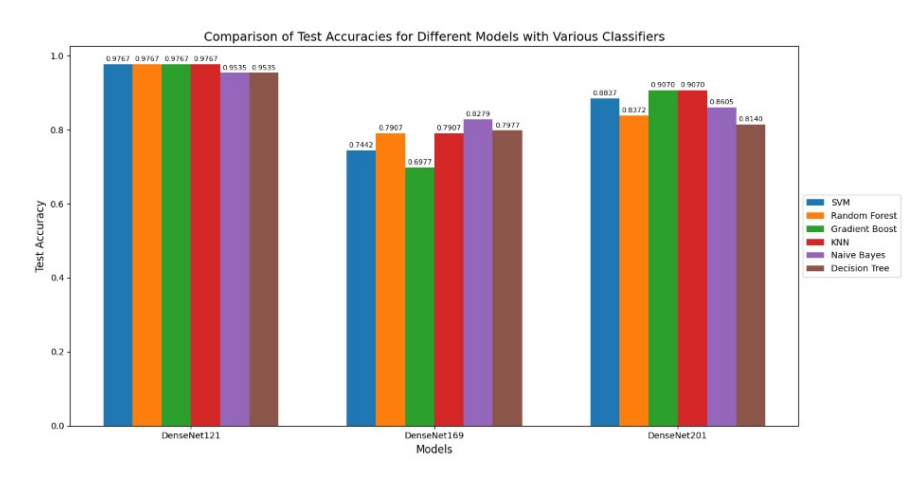 Comparison of Test Accuracies for Different Models with Various Classifiers
1.0
0.8
0.6
0.4
0.2
0.0
Test Accuracy
0.9767 0.9767 0.9767 0.9767 0.9535 0.9535
0.7442 0.7907 0.6977 0.7907 0.8279 0.7977
0.8837 0.8372 0.9070 0.9070 0.8605 0.8140
DenseNet121 DenseNet169 DenseNet201
Models
SVM
Random Forest
Gradient Boost
KNN
Naive Bayes
Decision Tree